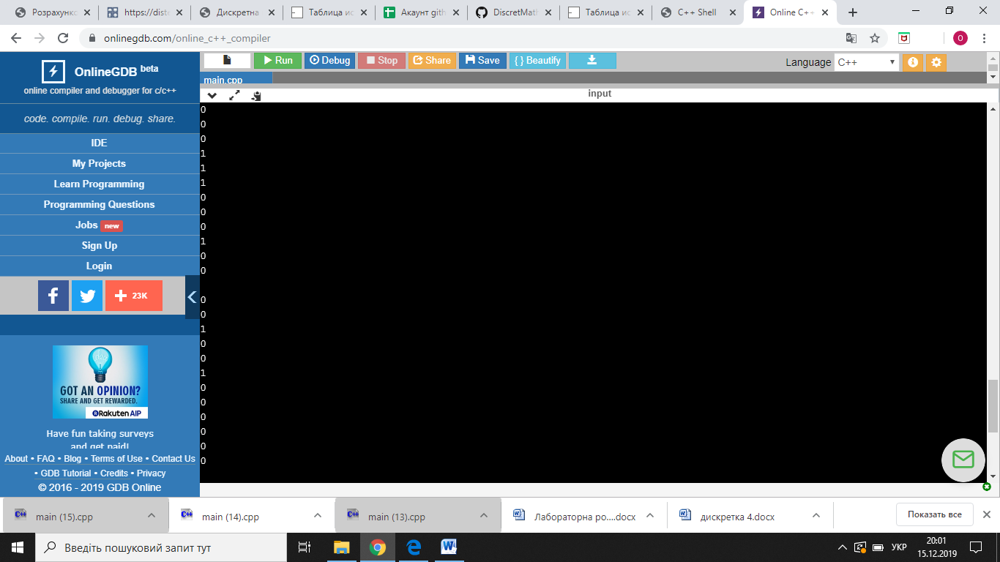 Розрахунко
https://diste
Дискретна
Таблица ис
Акаунт gith
DiscretMath
Таблица ис
C++ Shell
Online C++
onlinegdb.com/online_c++_compiler
O
OnlineGDB beta
online compiler and debugger for c/c++
code. compile. run. debug. share.
IDE
My Projects
Learn Programming
Programming Questions
Jobs new
Sign Up
Login
23K
GOT AN OPINION?
SHARE AND GET REWARDED.
Rakuten AIP
Have fun taking surveys
and get paid!
About • FAQ • Blog • Terms of Use • Contact Us
• GDB Tutorial • Credits • Privacy
© 2016 - 2019 GDB Online
Run
Debug
Stop
Share
Save
{ } Beautify
Language C++
main.cpp
input
0
0
0
1
1
1
0
0
0
1
0
0
0
0
1
0
0
1
0
0
0
0
0
0
main (15).cpp
main (14).cpp
main (13).cpp
Лабораторна ро....docx
дискретка 4.docx
Показать все
Введіть пошуковий запит тут
УКР
20:01
15.12.2019